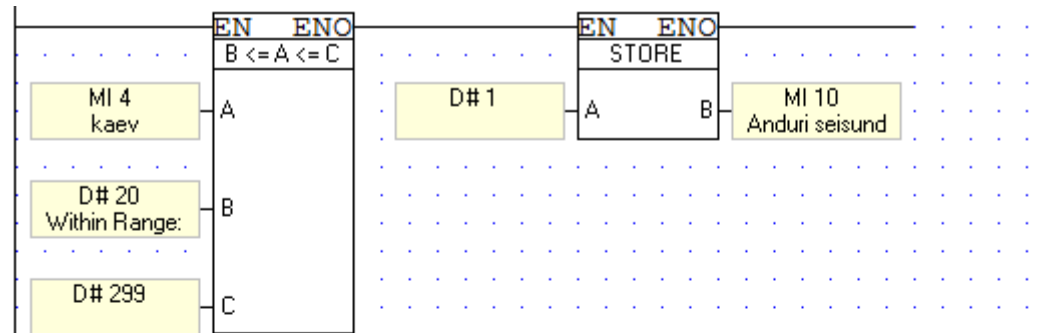 EN ENO
B <= A <= C
MI 4
kaev
A
D# 20
Within Range:
B
D# 299
C
EN ENO
STORE
D# 1
A
B
MI 10
Anduri seisund